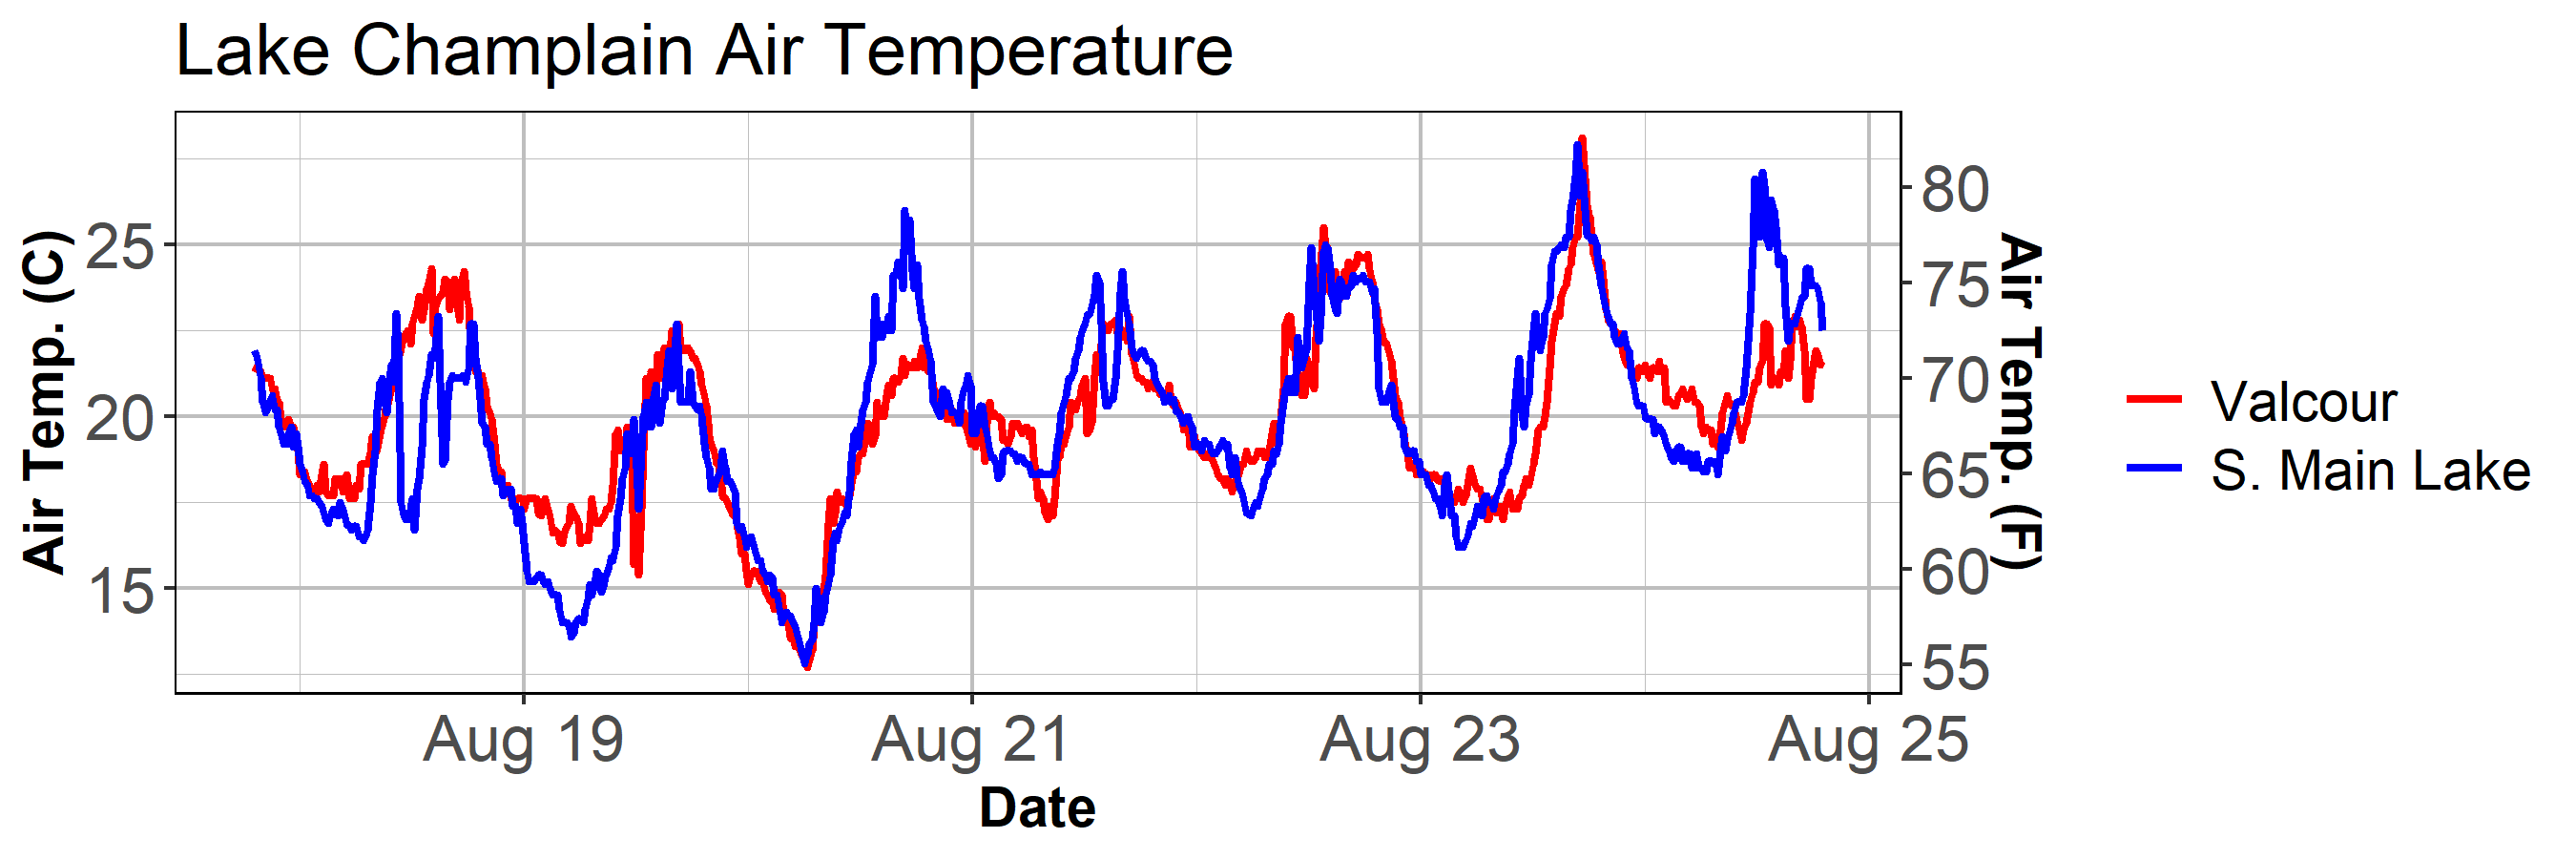 Lake Champlain Air Temperature
Air Temp. (C)
25
20
15
80
75
70
65
60
55
Air Temp. (F)
Valcour
S. Main Lake
Aug 19
Aug 21
Aug 23
Aug 25
Date